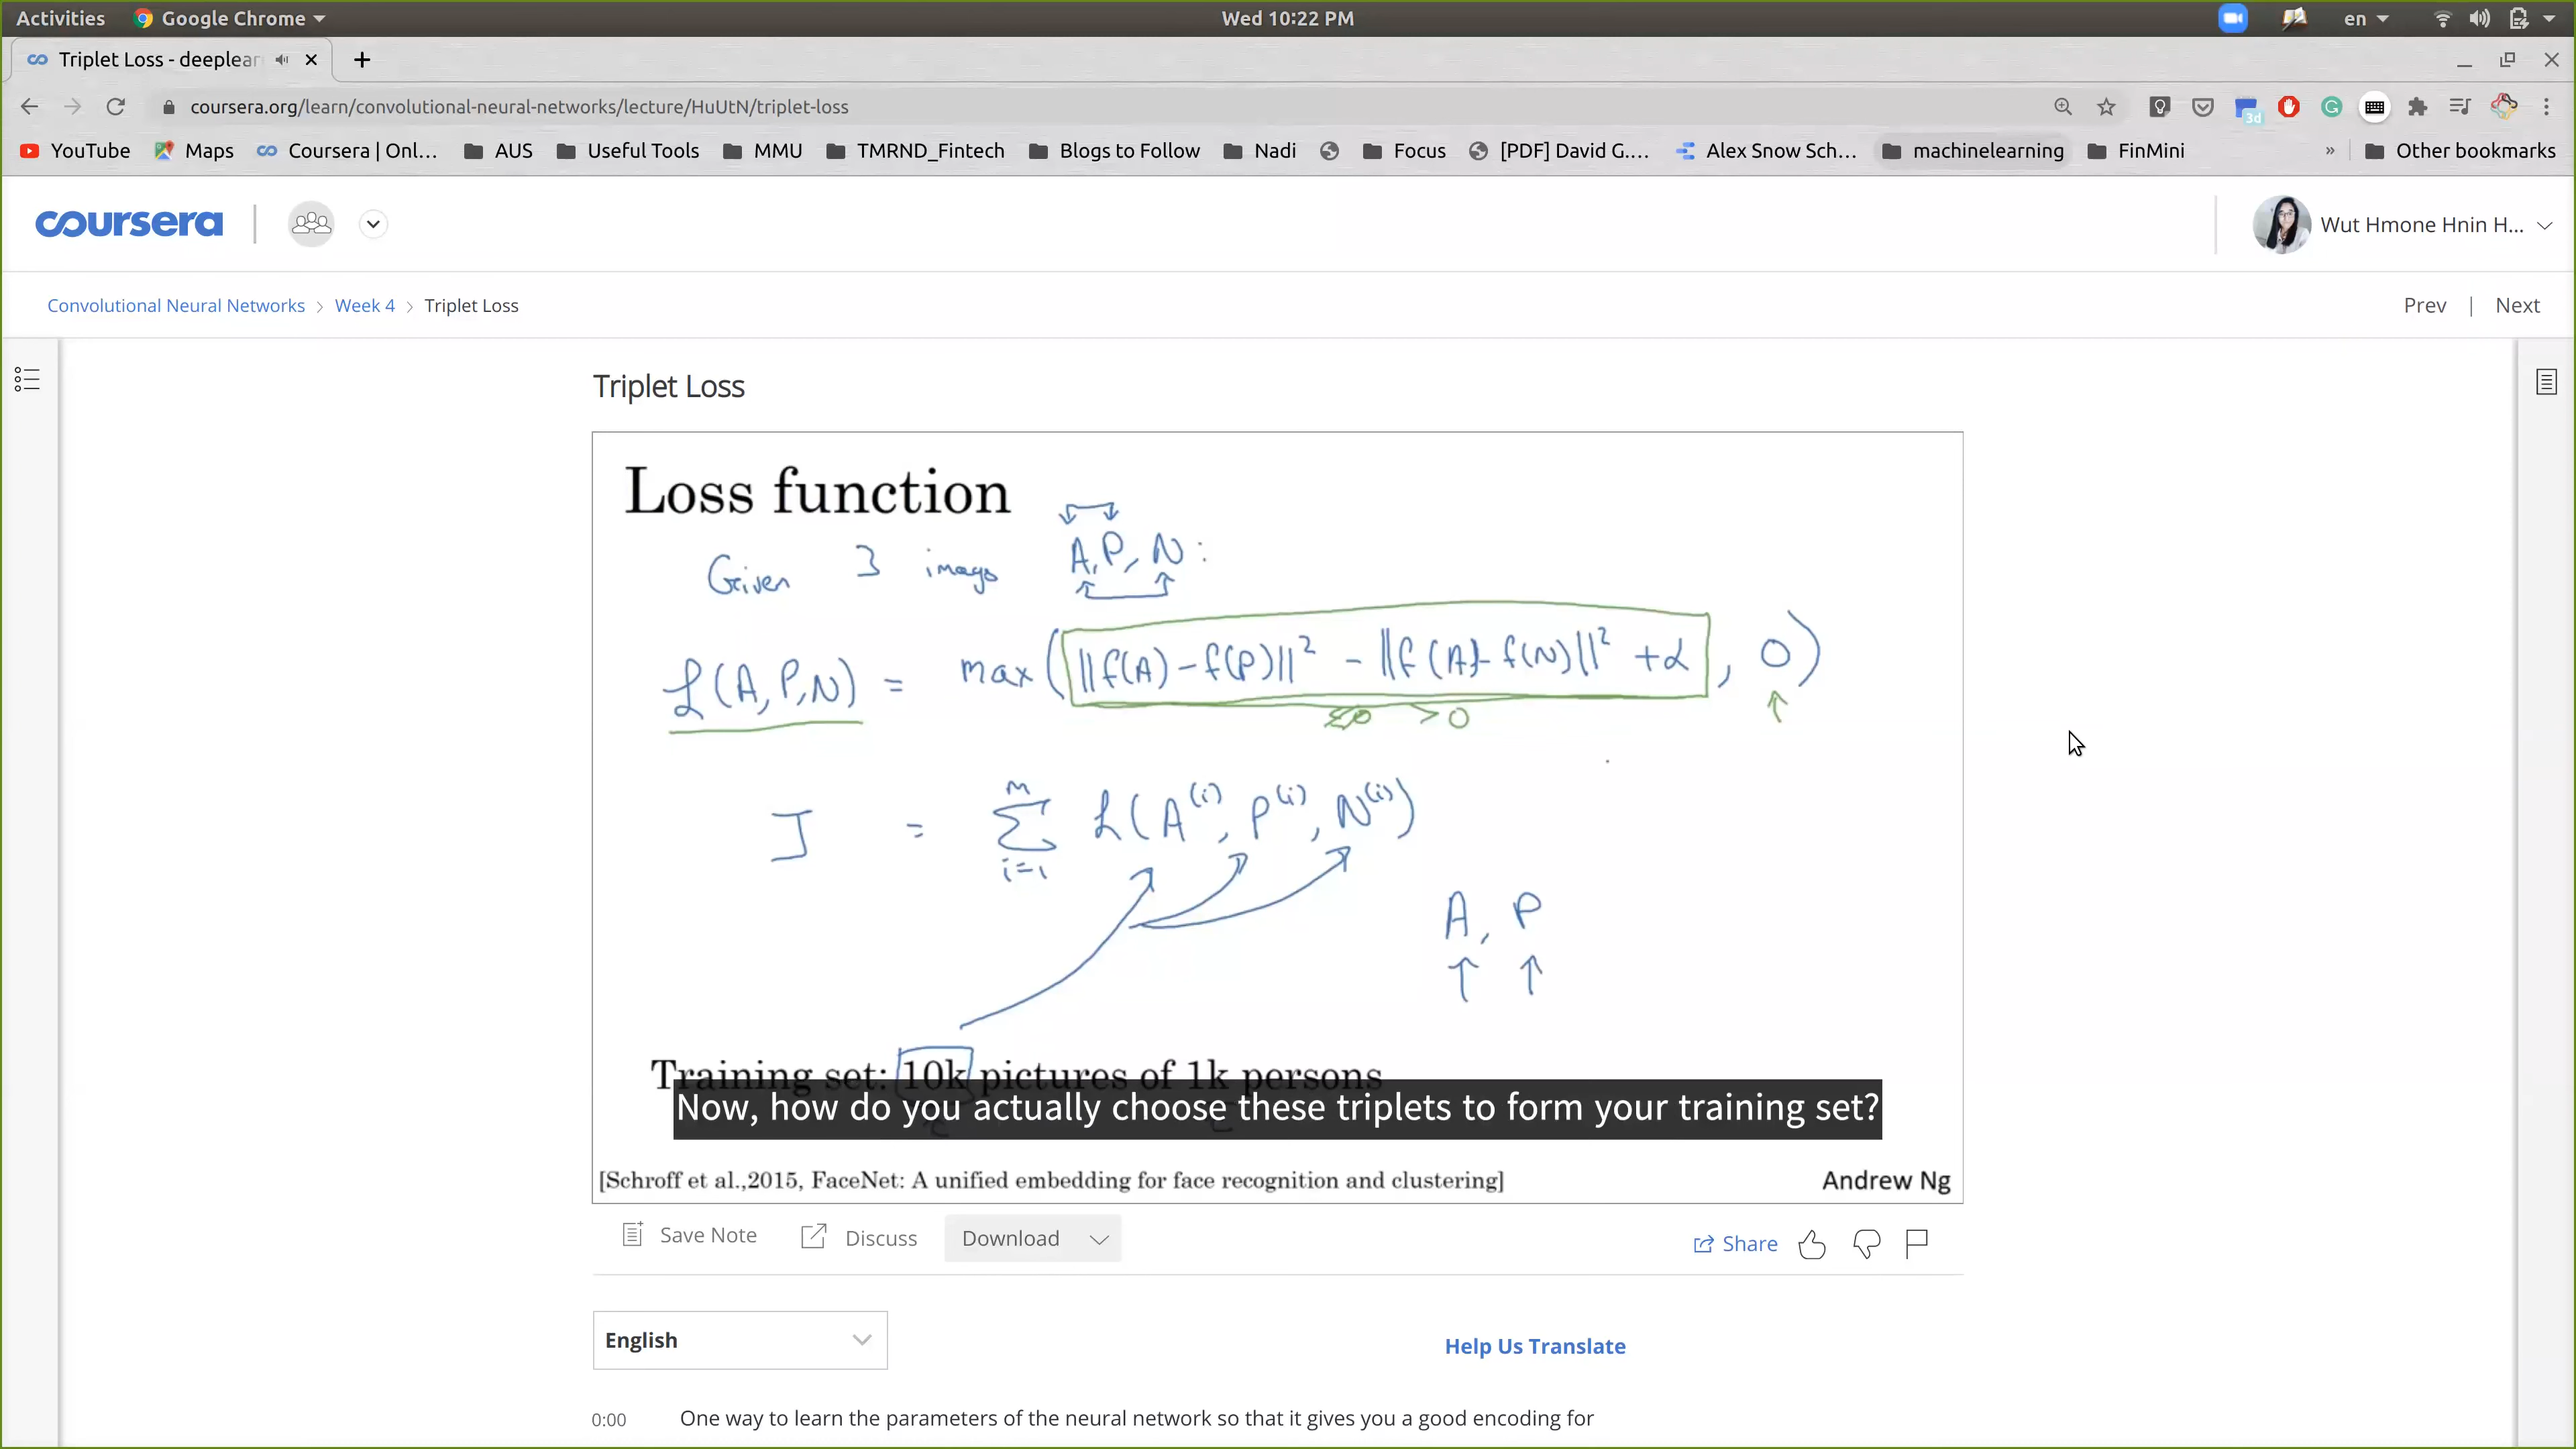 Activities Google Chrome Wed 10:22 PM en
Triplet Loss - deeplear
coursera.org/learn/convolutional-neural-networks/lecture/HuUtN/triplet-loss
3d
YouTube Maps Coursera | Onl... AUS Useful Tools MMU TMRND_Fintech Blogs to Follow Nadi Focus [PDF] David G.... Alex Snow Sch... machinelearning FinMini » Other bookmarks
coursera Wut Hmone Hnin H...
Convolutional Neural Networks > Week 4 > Triplet Loss Prev | Next
Triplet Loss
Loss function
Given 3 images A, P, N:
ℒ(A, P, N) = max(||f(A) - f(P)||² - ||f(A) - f(N)||² + α, 0)
> 0
J = Σ_{i=1}^{m} ℒ(A^{(i)}, P^{(i)}, N^{(i)})
A, P
Training set: 10k pictures of 1k persons
Now, how do you actually choose these triplets to form your training set?
[Schroff et al.,2015, FaceNet: A unified embedding for face recognition and clustering] Andrew Ng
Save Note Discuss Download Share
English Help Us Translate
0:00 One way to learn the parameters of the neural network so that it gives you a good encoding for